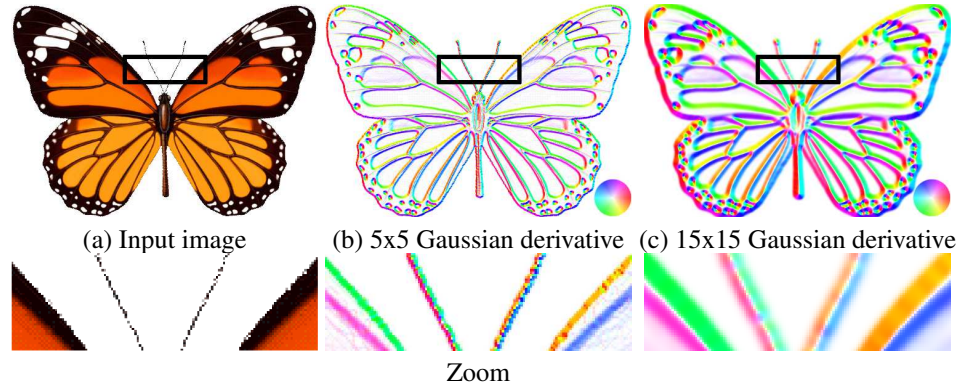 (a) Input image
(b) 5x5 Gaussian derivative
(c) 15x15 Gaussian derivative
Zoom